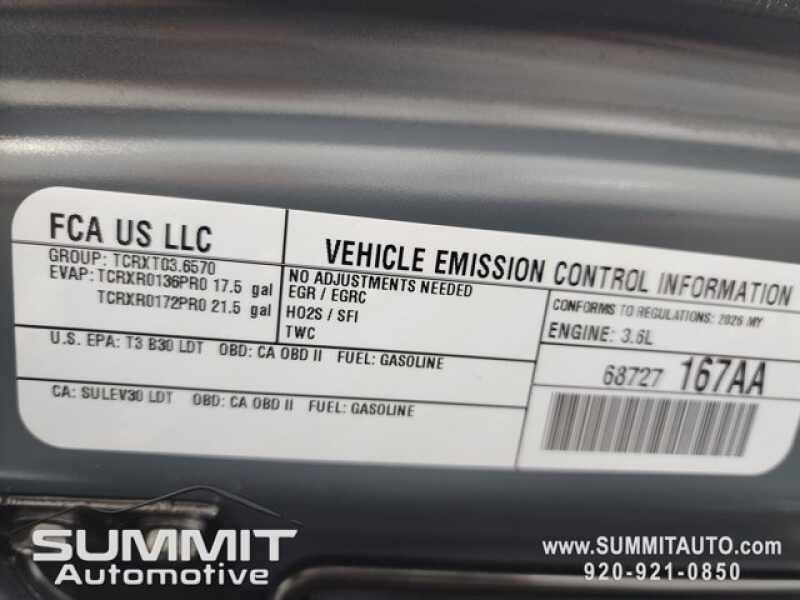 FCA US LLC
GROUP: TCRXT03.6570
EVAP: TCRXR0136PR0 17.5 gal
TCRXR0172PR0 21.5 gal
VEHICLE EMISSION CONTROL INFORMATION
NO ADJUSTMENTS NEEDED
EGR / EGRC
HO2S / SFI
TWC
CONFORMS TO REGULATIONS: 2026 MY
ENGINE: 3.6L
U.S. EPA: T3 B30 LDT OBD: CA OBD II FUEL: GASOLINE
CA: SULEV30 LDT OBD: CA OBD II FUEL: GASOLINE
68727 167AA
SUMMIT
Automotive
www.SUMMITAUTO.com
920-921-0850